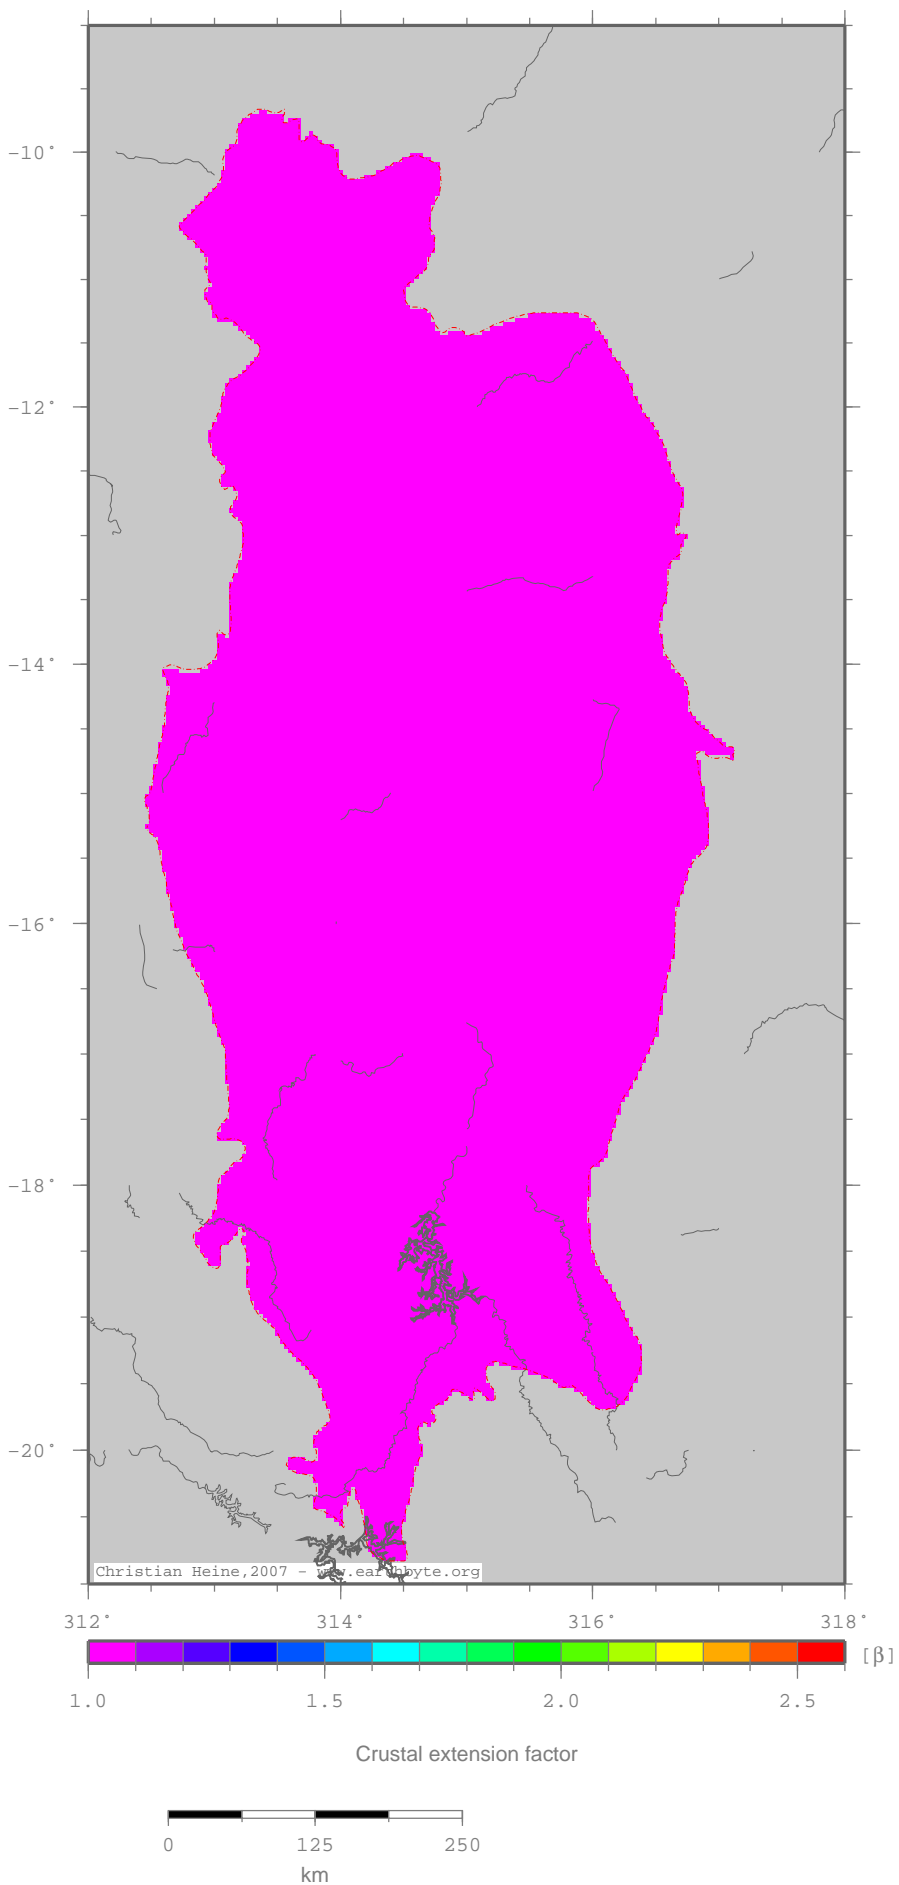 −10°
−12°
−14°
−16°
−18°
−20°
Christian Heine,2007 − www.earthbyte.org
312° 314° 316° 318°
[β]
1.0 1.5 2.0 2.5
Crustal extension factor
0 125 250
km